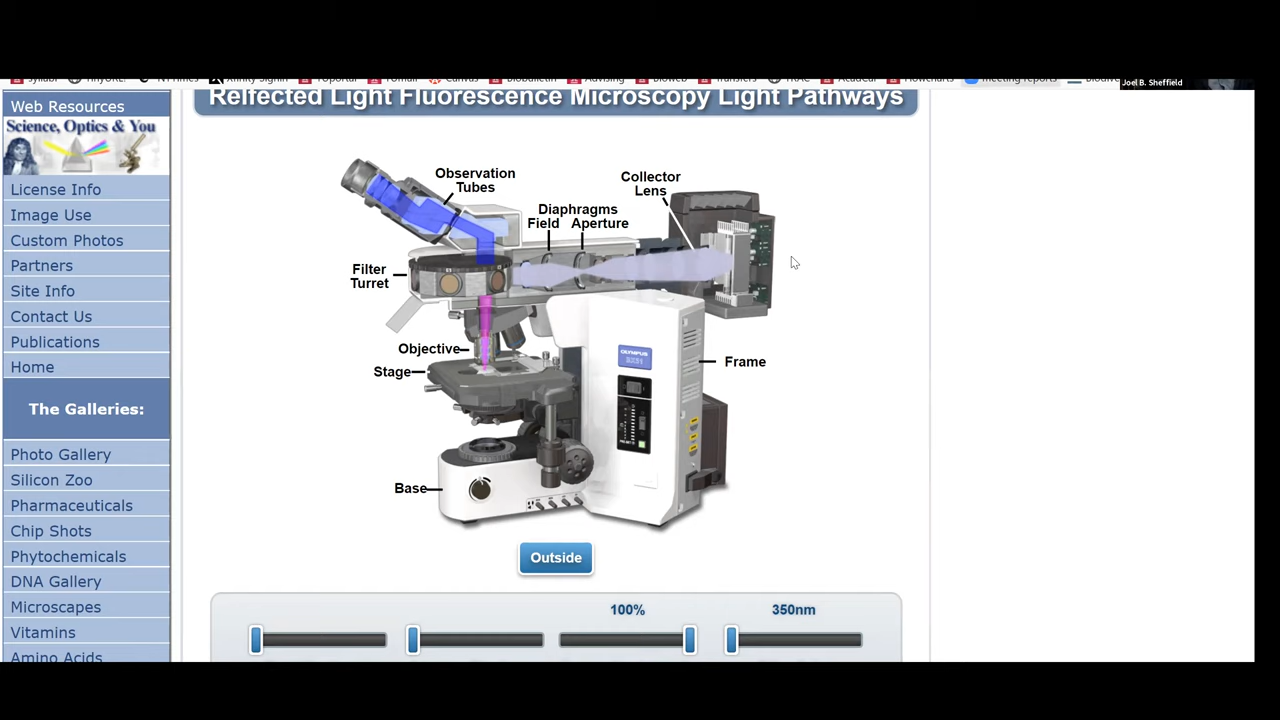 Joel B. Sheffield
Web Resources
Relfected Light Fluorescence Microscopy Light Pathways
Science, Optics & You
License Info
Image Use
Custom Photos
Partners
Site Info
Contact Us
Publications
Home
The Galleries:
Photo Gallery
Silicon Zoo
Pharmaceuticals
Chip Shots
Phytochemicals
DNA Gallery
Microscapes
Vitamins
Amino Acids
Observation
Tubes
Collector
Lens
Diaphragms
Field Aperture
Filter
Turret
Objective
Stage
OLYMPUS
Frame
Base
Outside
100%
350nm